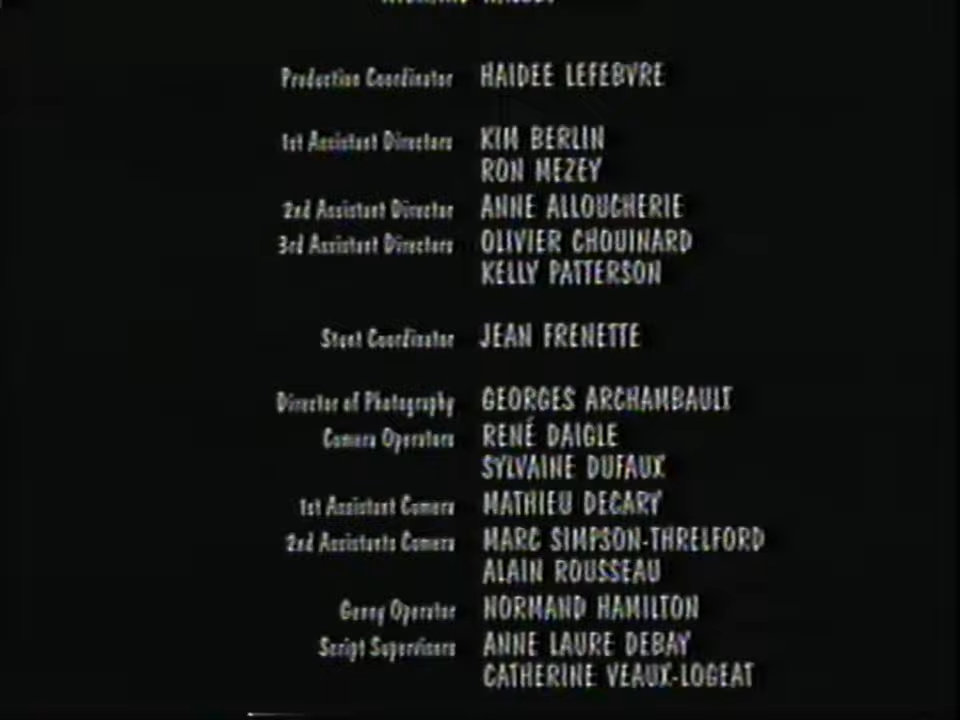 Production Coordinator HAIDEE LEFEBVRE
1st Assistant Directors KIM BERLIN
RON MEZEY
2nd Assistant Director ANNE ALLOUCHERIE
3rd Assistant Directors OLIVIER CHOUINARD
KELLY PATTERSON
Stunt Coordinator JEAN FRENETTE
Director of Photography GEORGES ARCHAMBAULT
Camera Operators RENÉ DAIGLE
SYLVAINE DUFAUX
1st Assistant Camera MATHIEU DECARY
2nd Assistants Camera MARC SIMPSON-THRELFORD
ALAIN ROUSSEAU
Genny Operator NORMAND HAMILTON
Script Supervisors ANNE LAURE DEBAY
CATHERINE VEAUX-LOGEAT